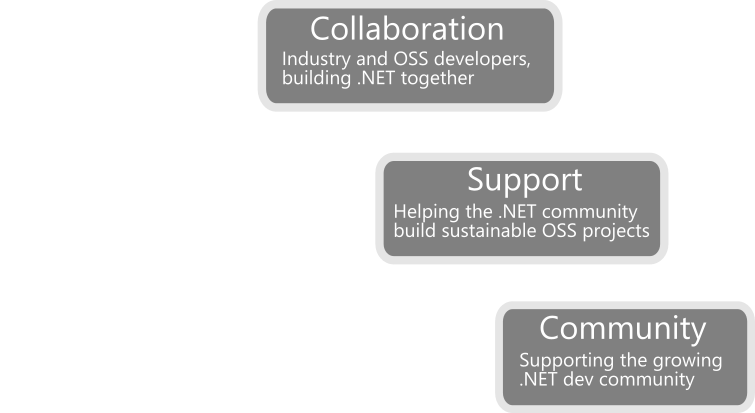 Collaboration
Industry and OSS developers,
building .NET together
Support
Helping the .NET community
build sustainable OSS projects
Community
Supporting the growing
.NET dev community